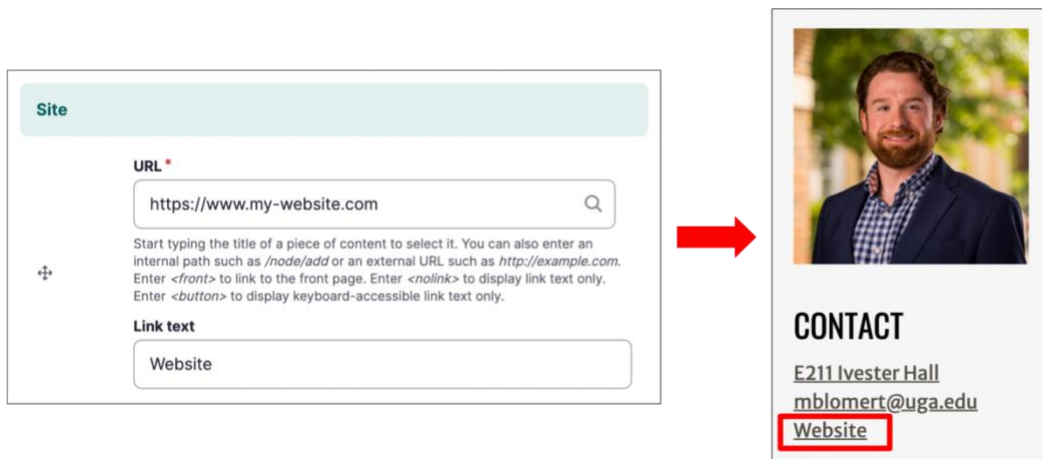 Site
URL *
https://www.my-website.com
Start typing the title of a piece of content to select it. You can also enter an
internal path such as /node/add or an external URL such as http://example.com.
Enter <front> to link to the front page. Enter <nolink> to display link text only.
Enter <button> to display keyboard-accessible link text only.
Link text
Website
CONTACT
E211 Ivester Hall
mblomert@uga.edu
Website